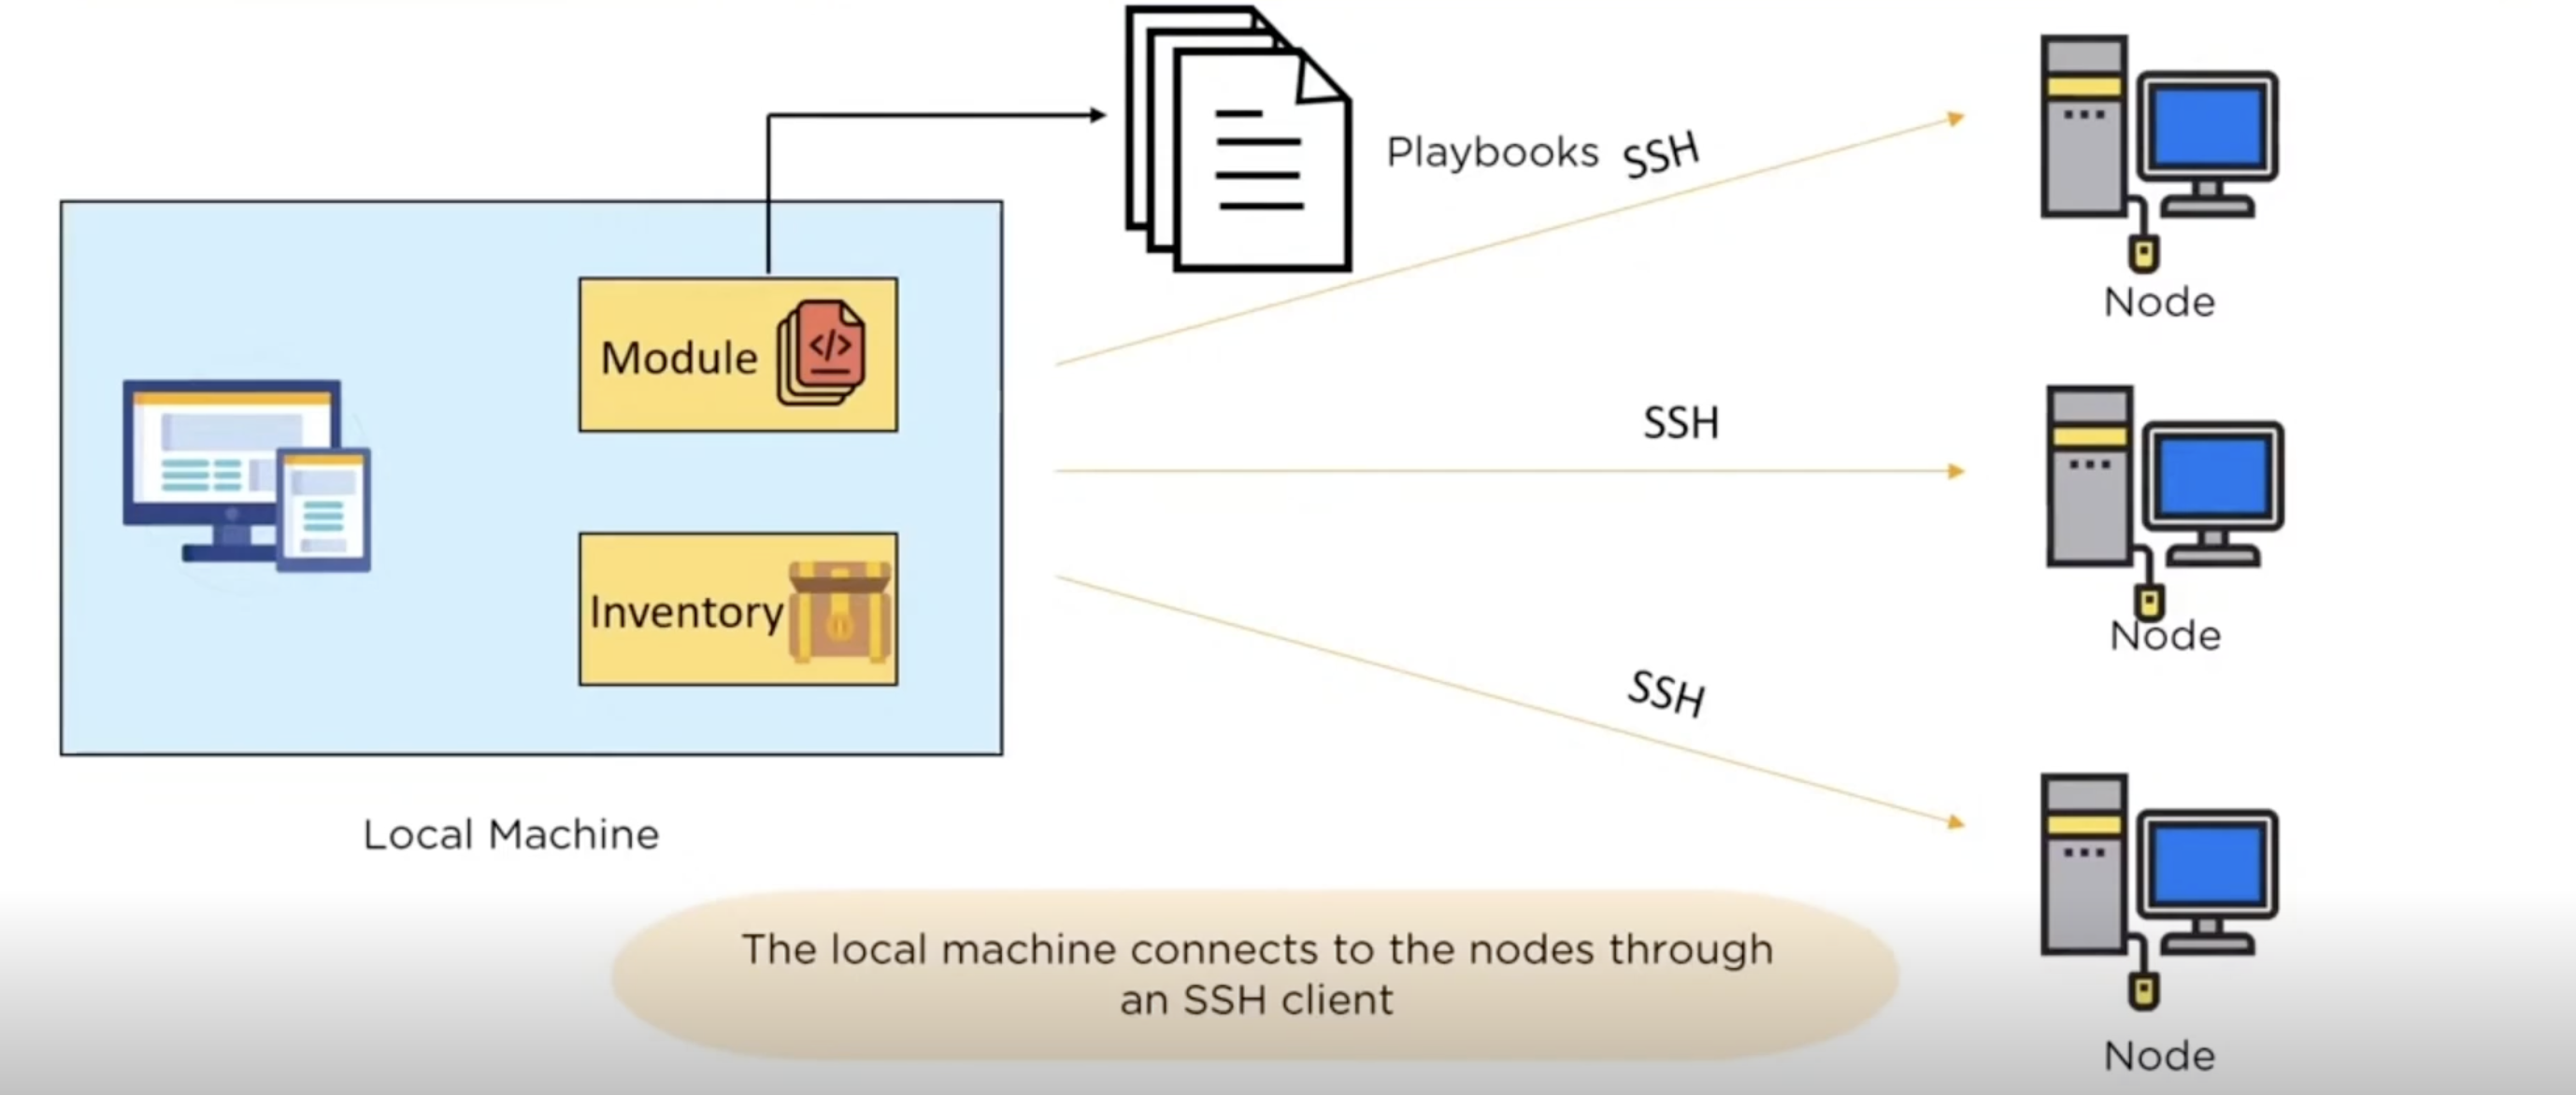 Playbooks
SSH
Node
Module
SSH
Inventory
Node
SSH
Local Machine
The local machine connects to the nodes through
an SSH client
Node